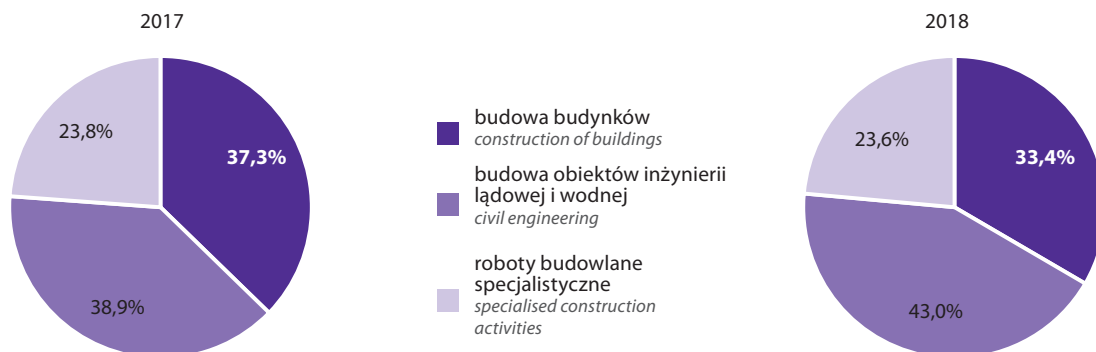 2017
23,8%
37,3%
38,9%
budowa budynków
construction of buildings
budowa obiektów inżynierii
lądowej i wodnej
civil engineering
roboty budowlane
specjalistyczne
specialised construction
activities
2018
23,6%
33,4%
43,0%